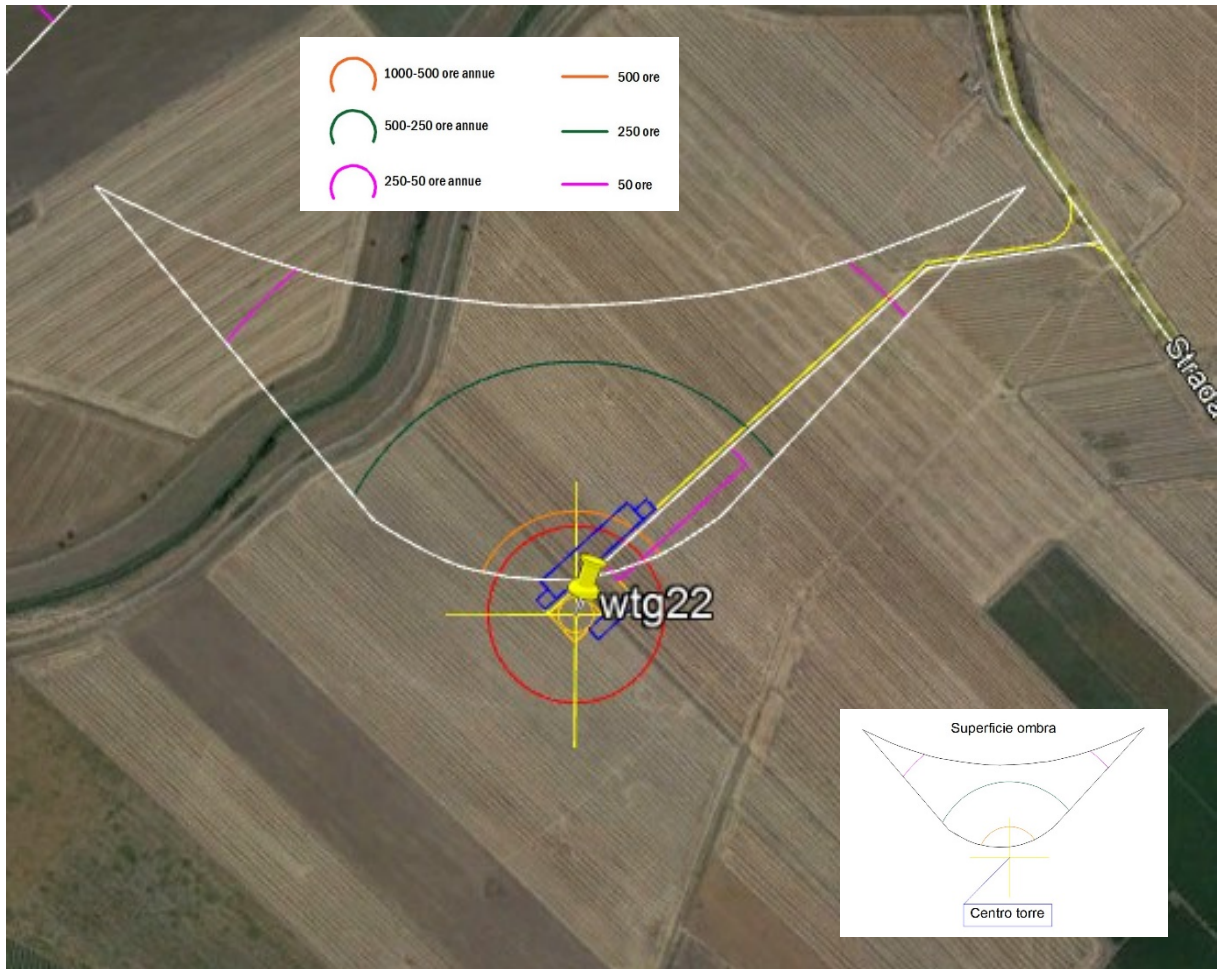 1000-500 ore annue
500 ore
500-250 ore annue
250 ore
250-50 ore annue
50 ore
Strada
wtg22
Superficie ombra
Centro torre